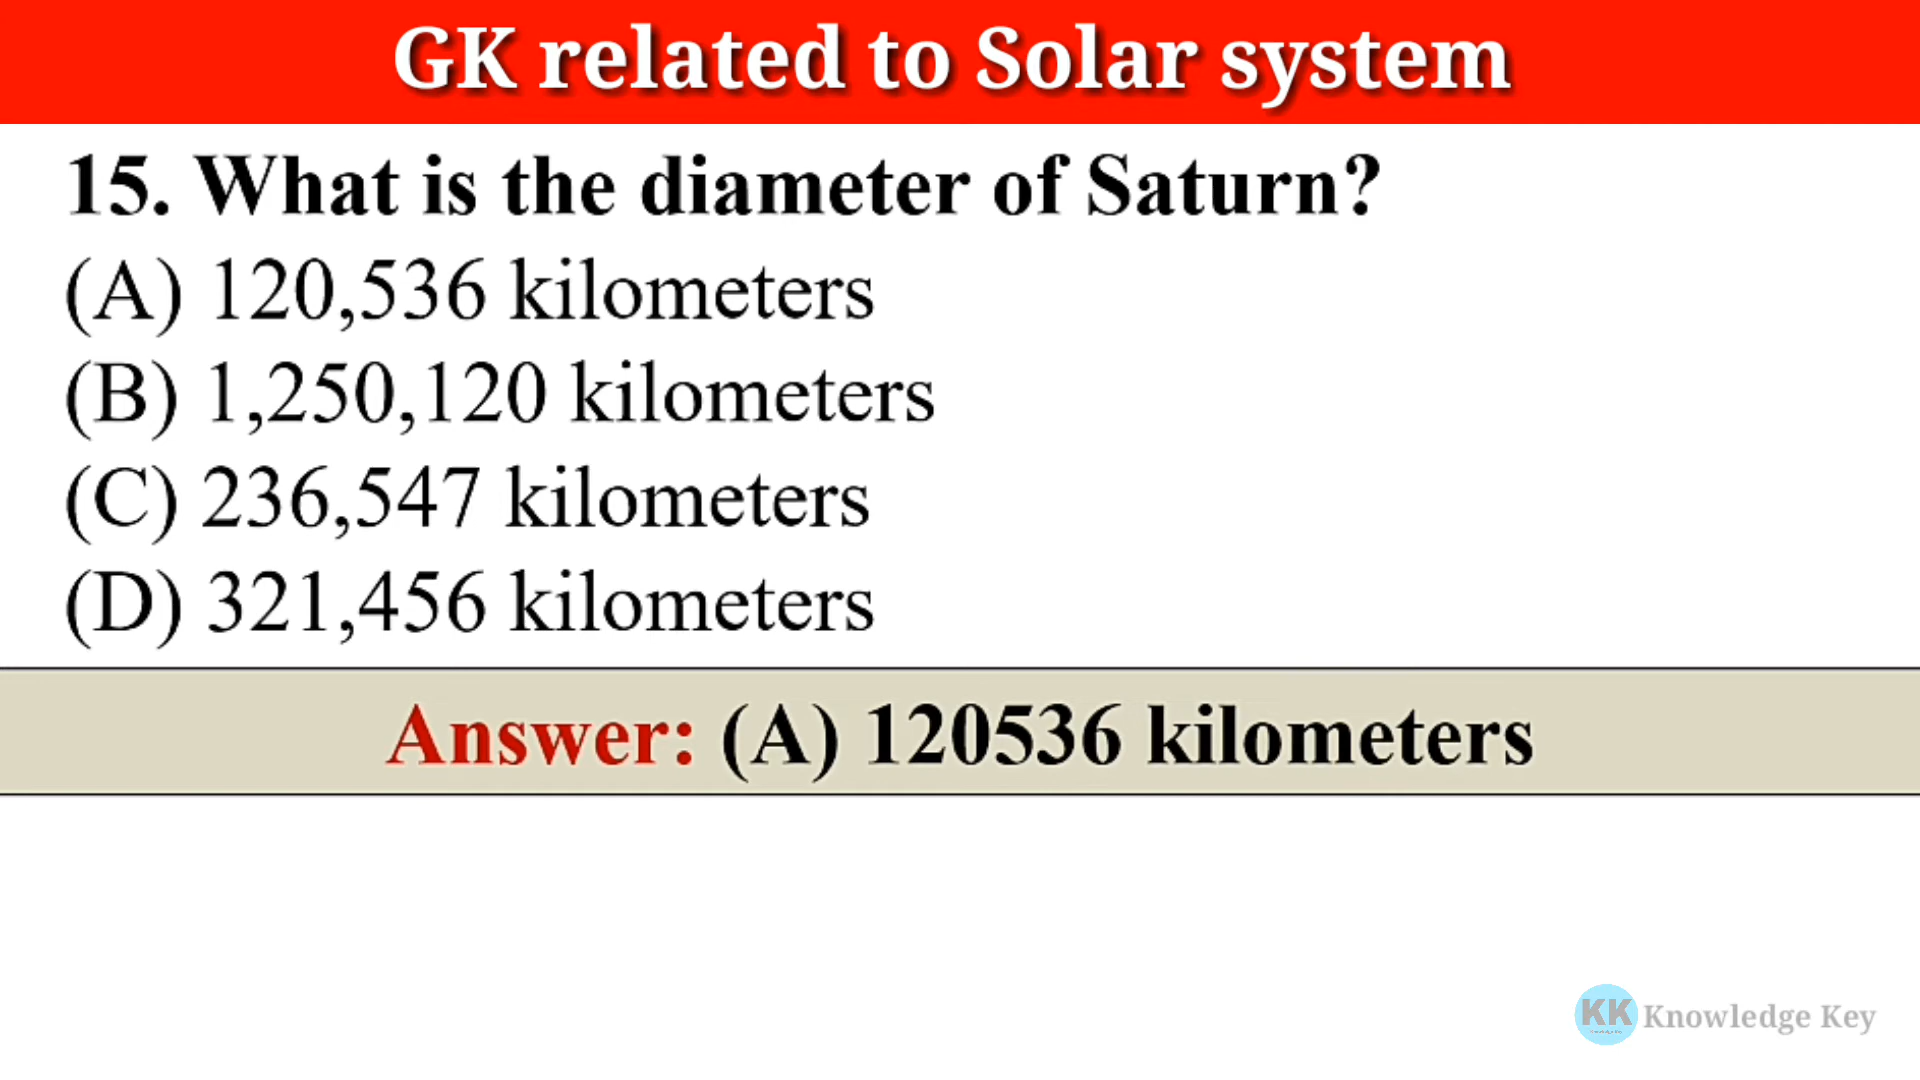 GK related to Solar system
15. What is the diameter of Saturn?
(A) 120,536 kilometers
(B) 1,250,120 kilometers
(C) 236,547 kilometers
(D) 321,456 kilometers
Answer: (A) 120536 kilometers
KK Knowledge Key